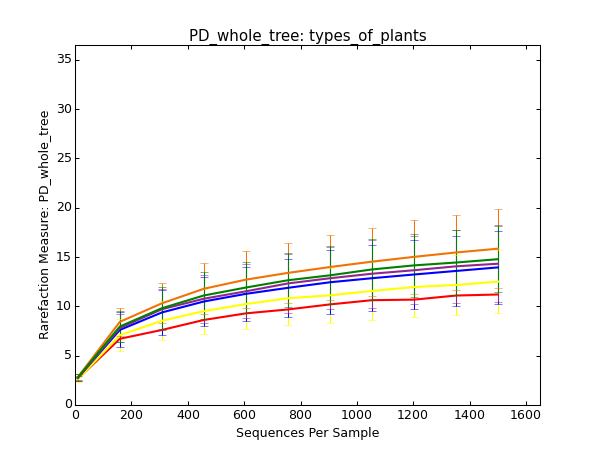 PD_whole_tree: types_of_plants
Rarefaction Measure: PD_whole_tree
35
30
25
20
15
10
5
0
0 200 400 600 800 1000 1200 1400 1600
Sequences Per Sample